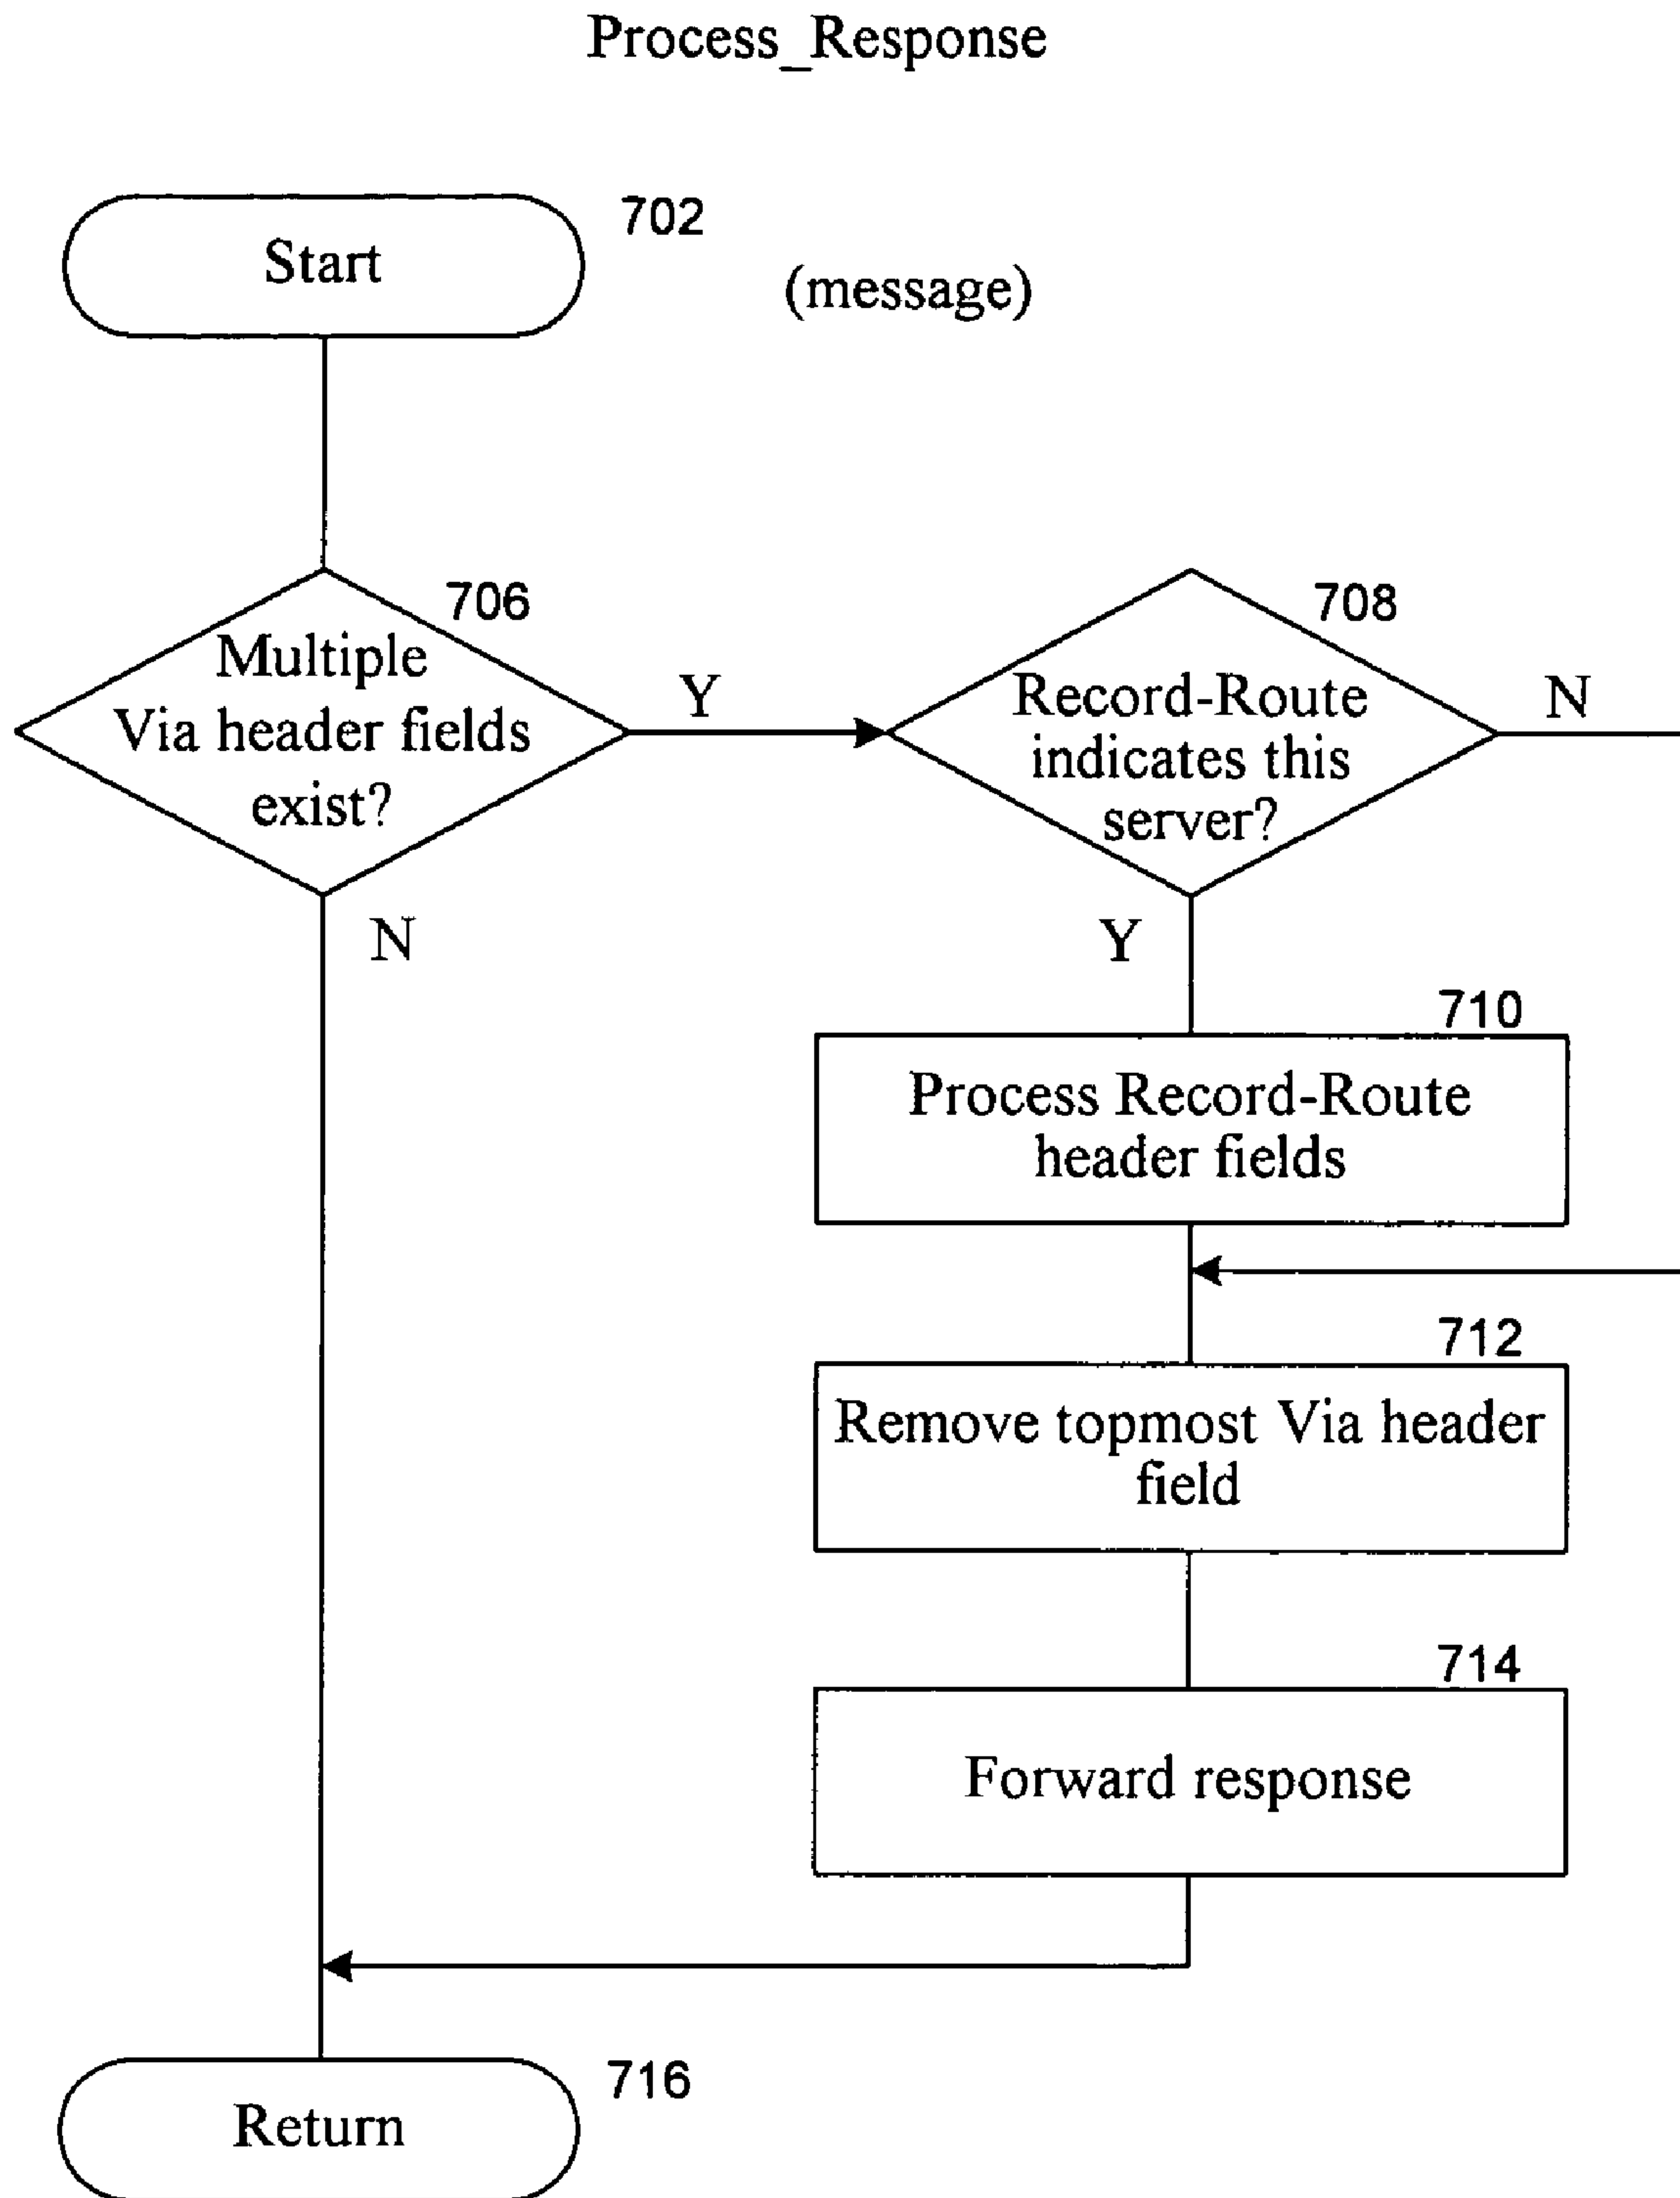 Process_Response
702
Start
(message)
706
Multiple
Via header fields
exist?
Y
N
708
Record-Route
indicates this
server?
N
Y
710
Process Record-Route
header fields
712
Remove topmost Via header
field
714
Forward response
716
Return